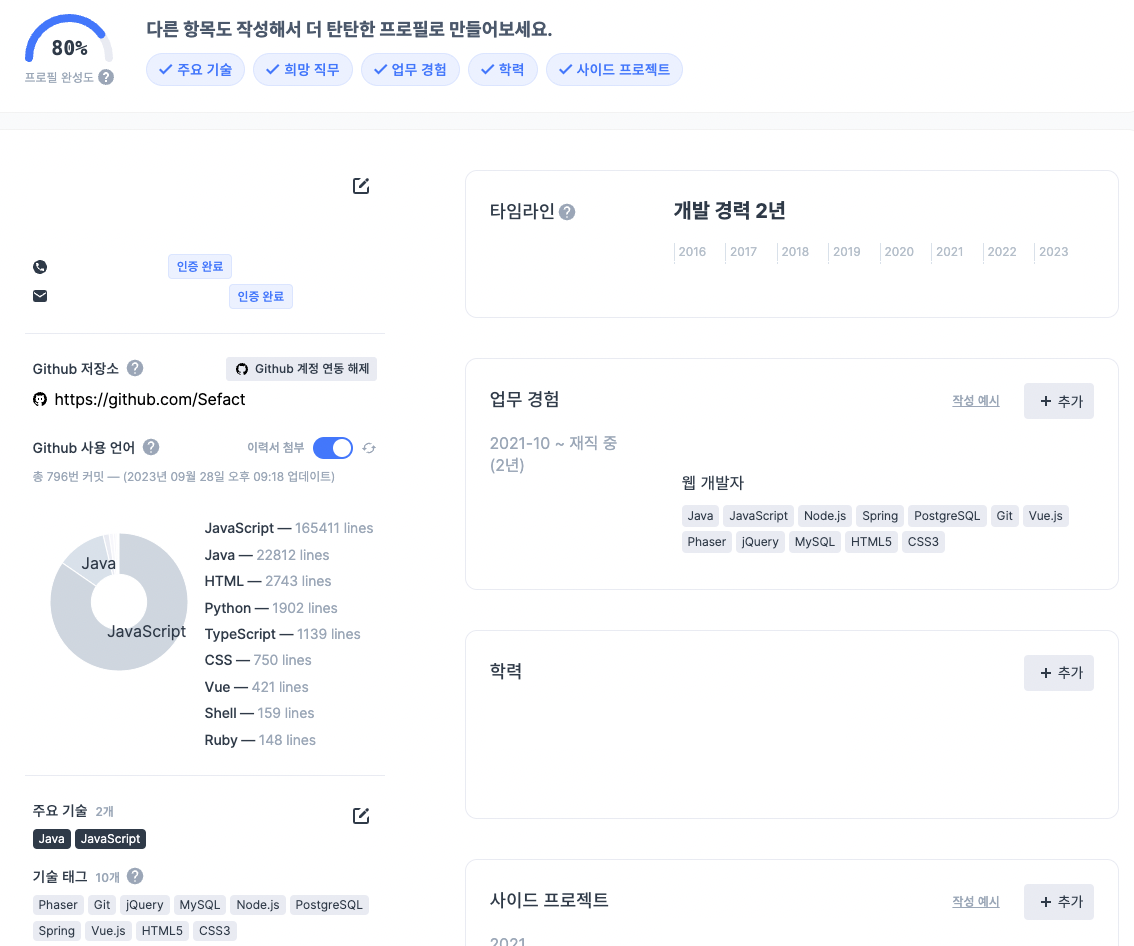 80%
프로필 완성도 ?
다른 항목도 작성해서 더 탄탄한 프로필로 만들어보세요.
주요 기술 희망 직무 업무 경험 학력 사이드 프로젝트
인증 완료
인증 완료
Github 저장소 ? Github 계정 연동 해제
https://github.com/Sefact
Github 사용 언어 ? 이력서 첨부
총 796번 커밋 — (2023년 09월 28일 오후 09:18 업데이트)
Java
JavaScript
JavaScript — 165411 lines
Java — 22812 lines
HTML — 2743 lines
Python — 1902 lines
TypeScript — 1139 lines
CSS — 750 lines
Vue — 421 lines
Shell — 159 lines
Ruby — 148 lines
주요 기술 2개
Java JavaScript
기술 태그 10개 ?
Phaser Git jQuery MySQL Node.js PostgreSQL
Spring Vue.js HTML5 CSS3
타임라인 ? 개발 경력 2년
2016 2017 2018 2019 2020 2021 2022 2023
업무 경험 작성 예시 + 추가
2021-10 ~ 재직 중
(2년)
웹 개발자
Java JavaScript Node.js Spring PostgreSQL Git Vue.js
Phaser jQuery MySQL HTML5 CSS3
학력 + 추가
사이드 프로젝트 작성 예시 + 추가
2021